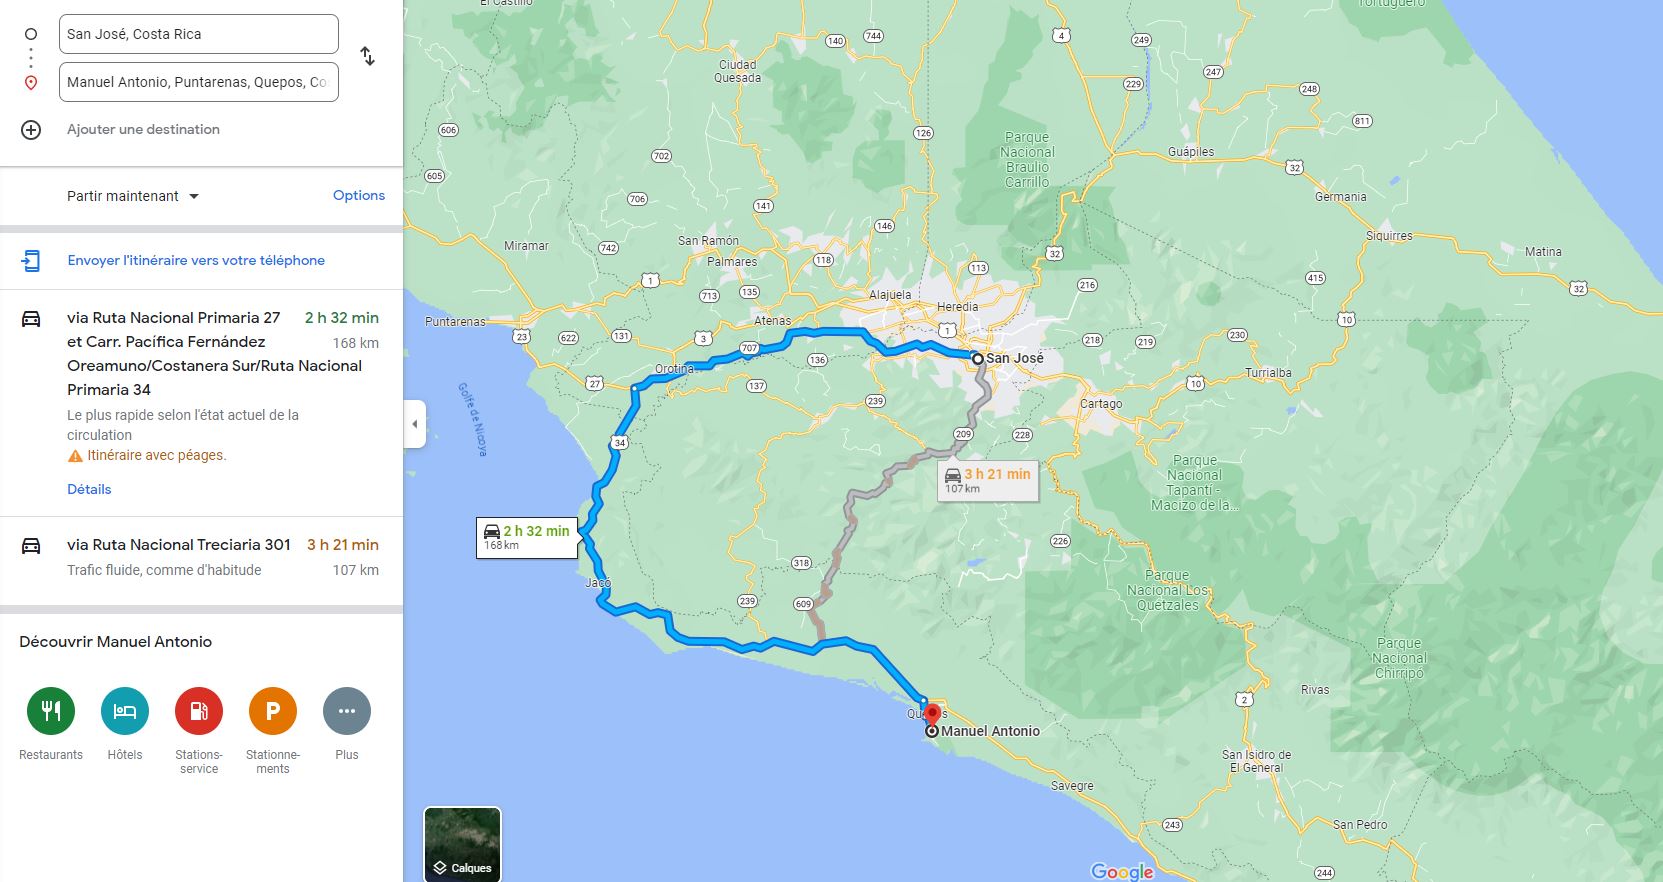 San José, Costa Rica
Manuel Antonio, Puntarenas, Quepos, Co
Ajouter une destination
Partir maintenant
Options
Envoyer l'itinéraire vers votre téléphone
via Ruta Nacional Primaria 27
et Carr. Pacífica Fernández
Oreamuno/Costanera Sur/Ruta Nacional
Primaria 34
2 h 32 min
168 km
Le plus rapide selon l'état actuel de la
circulation
Itinéraire avec péages.
Détails
via Ruta Nacional Treciaria 301
3 h 21 min
Trafic fluide, comme d'habitude
107 km
Découvrir Manuel Antonio
P
Restaurants
Hôtels
Stations-
service
Stationne-
ments
Plus
El Castillo
Tortuguero
140
744
4
249
Ciudad
Quesada
247
229
248
606
126
811
Parque
Nacional
Braulio
Carrillo
702
Guápiles
32
605
706
141
Germania
146
Miramar
742
San Ramón
Siquirres
Matina
Palmares
118
32
113
1
415
713
135
Alajuela
216
32
Heredia
Puntarenas
Atenas
10
23
622
131
3
1
230
707
218
219
San José
136
Orotina
Turrialba
27
137
10
Golfe de Nicoya
239
Cartago
34
209
228
Parque
Nacional
Tapantí -
Macizo de la...
3 h 21 min
107 km
2 h 32 min
168 km
226
318
Jacó
Parque
Nacional Los
Quetzales
239
609
Parque
Nacional
Chirripó
Rivas
2
Manuel Antonio
San Isidro de
El General
Savegre
243
San Pedro
244
Calques
Google